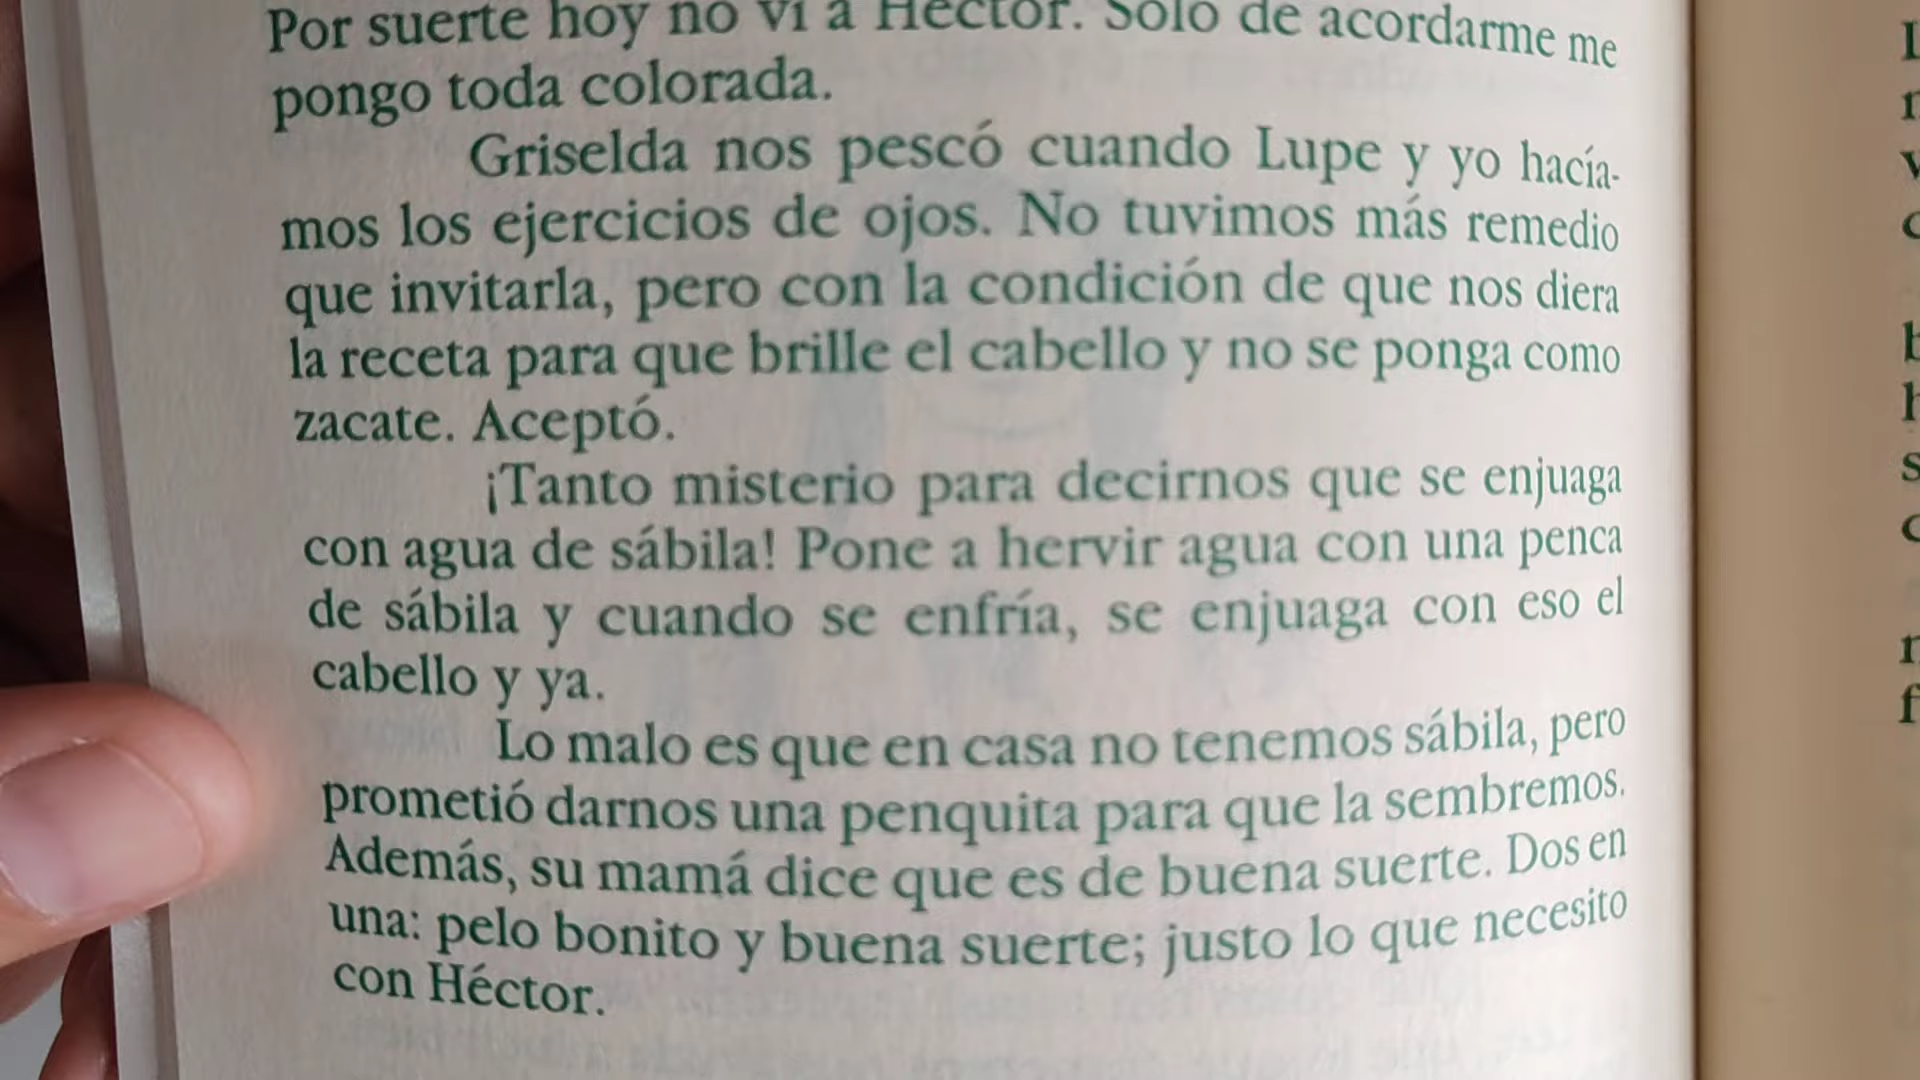 Por suerte hoy no vi a Héctor. Sólo de acordarme me
pongo toda colorada.
Griselda nos pescó cuando Lupe y yo hacía-
mos los ejercicios de ojos. No tuvimos más remedio
que invitarla, pero con la condición de que nos diera
la receta para que brille el cabello y no se ponga como
zacate. Aceptó.
¡Tanto misterio para decirnos que se enjuaga
con agua de sábila! Pone a hervir agua con una penca
de sábila y cuando se enfría, se enjuaga con eso el
cabello y ya.
Lo malo es que en casa no tenemos sábila, pero
prometió darnos una penquita para que la sembremos.
Además, su mamá dice que es de buena suerte. Dos en
una: pelo bonito y buena suerte; justo lo que necesito
con Héctor.